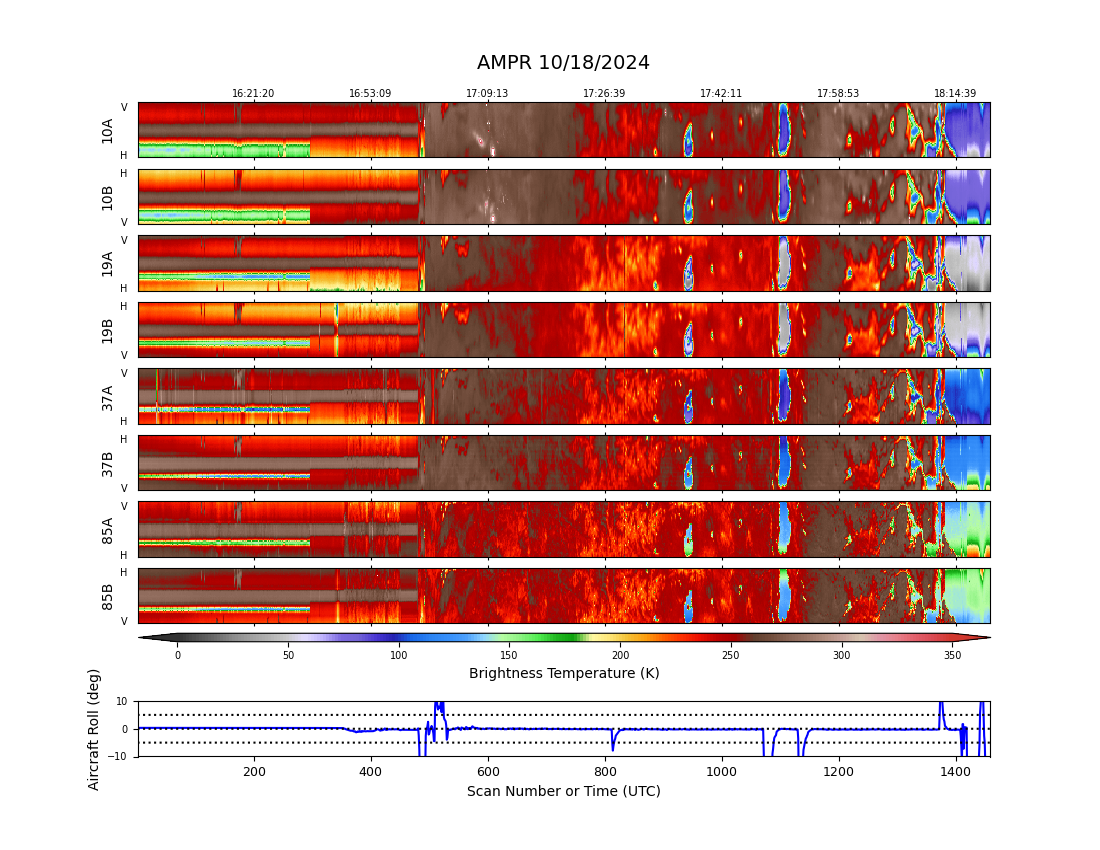 AMPR 10/18/2024
16:21:20 16:53:09 17:09:13 17:26:39 17:42:11 17:58:53 18:14:39
V
10A
H
H
10B
V
V
19A
H
H
19B
V
V
37A
H
H
37B
V
V
85A
H
H
85B
V
0 50 100 150 200 250 300 350
Brightness Temperature (K)
Aircraft Roll (deg)
10
0
−10
200 400 600 800 1000 1200 1400
Scan Number or Time (UTC)